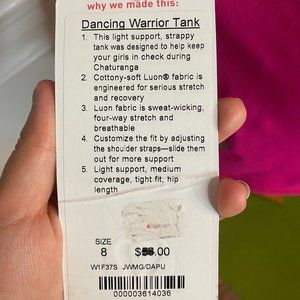 why we made this:
Dancing Warrior Tank
1. This light support, strappy
tank was designed to help keep
your girls in check during
Chaturanga
2. Cottony-soft Luon® fabric is
engineered for serious stretch
and recovery
3. Luon fabric is sweat-wicking,
four-way stretch and
breathable
4. Customize the fit by adjusting
the shoulder straps—slide them
out for more support
5. Light support, medium
coverage, tight fit, hip
length
SIZE
8 $58.00
W1F37S JWMG/DAPU
000003614036